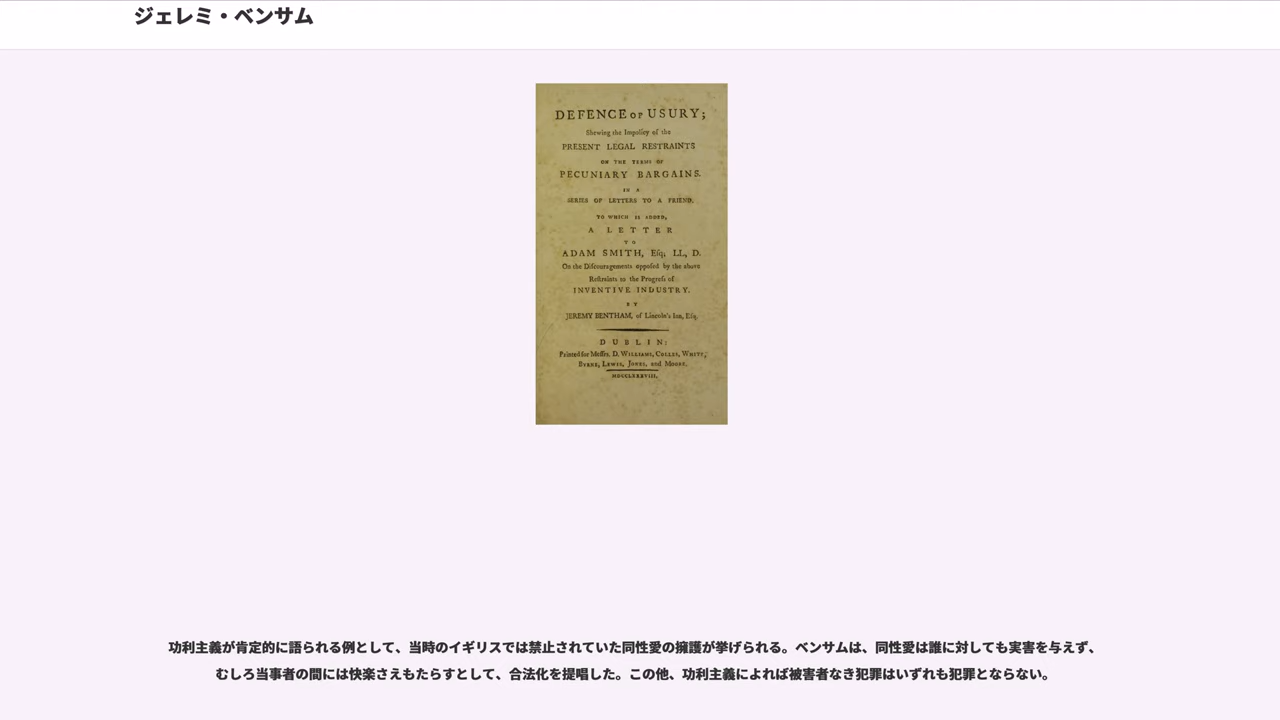 ジェレミ・ベンサム
DEFENCE OF USURY;
Shewing the Impolicy of the
PRESENT LEGAL RESTRAINTS
ON THE TERMS OF
PECUNIARY BARGAINS.
IN A
SERIES OF LETTERS TO A FRIEND.
TO WHICH IS ADDED,
A LETTER
TO
ADAM SMITH, Eſq; LL. D.
On the Diſcouragements oppoſed by the above
Reſtraints to the Progreſs of
INVENTIVE INDUSTRY.
BY
JEREMY BENTHAM, of Lincoln's Inn, Eſq.
DUBLIN:
Printed for Meſſrs. D. WILLIAMS, COLLES, WHITE,
BYRNE, LEWIS, JONES, and MOORE.
MDCCLXXXVIII.
功利主義が肯定的に語られる例として、当時のイギリスでは禁止されていた同性愛の擁護が挙げられる。ベンサムは、同性愛は誰に対しても実害を与えず、
むしろ当事者の間には快楽さえもたらすとして、合法化を提唱した。この他、功利主義によれば被害者なき犯罪はいずれも犯罪とならない。